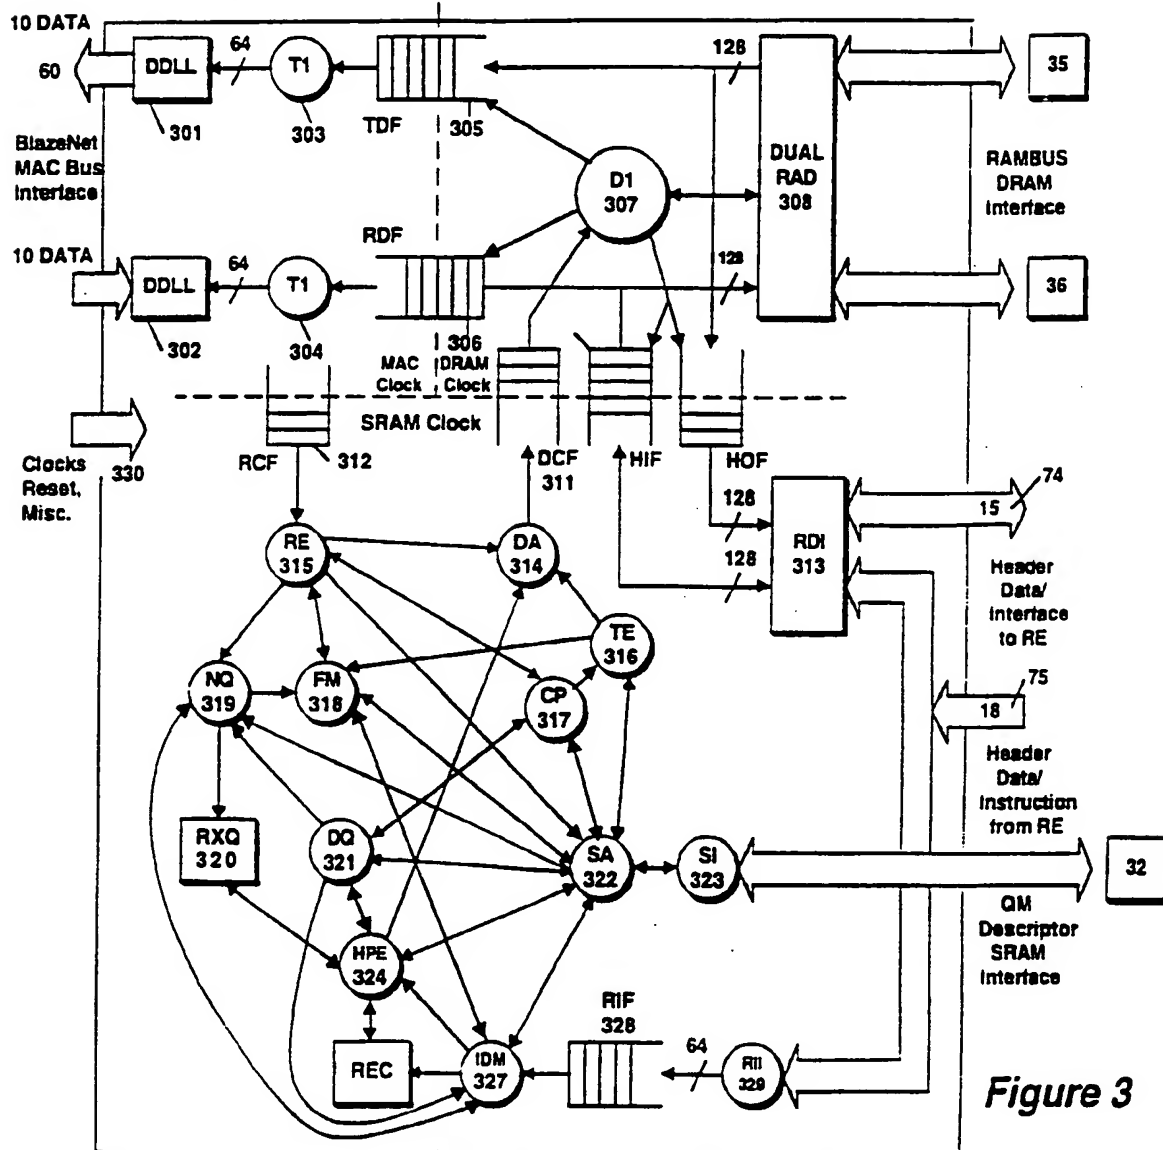 10 DATA
60
DDLL
301
64
T1
303
TDF
305
128
DUAL
RAD
308
35
BlazeNet
MAC Bus
Interface
D1
307
RAMBUS
DRAM
Interface
10 DATA
DDLL
302
64
T1
304
RDF
306
128
36
MAC
Clock
DRAM
Clock
SRAM Clock
Clocks
Reset,
Misc.
330
RCF
312
DCF
311
HIF
HOF
128
128
RDI
313
15
74
Header
Data/
Interface
to RE
RE
315
DA
314
TE
316
NQ
319
FM
318
CP
317
18
75
Header
Data/
Instruction
from RE
RXQ
320
DQ
321
SA
322
SI
323
32
QM
Descriptor
SRAM
Interface
HPE
324
REC
IDM
327
RIF
328
64
RII
329
Figure 3